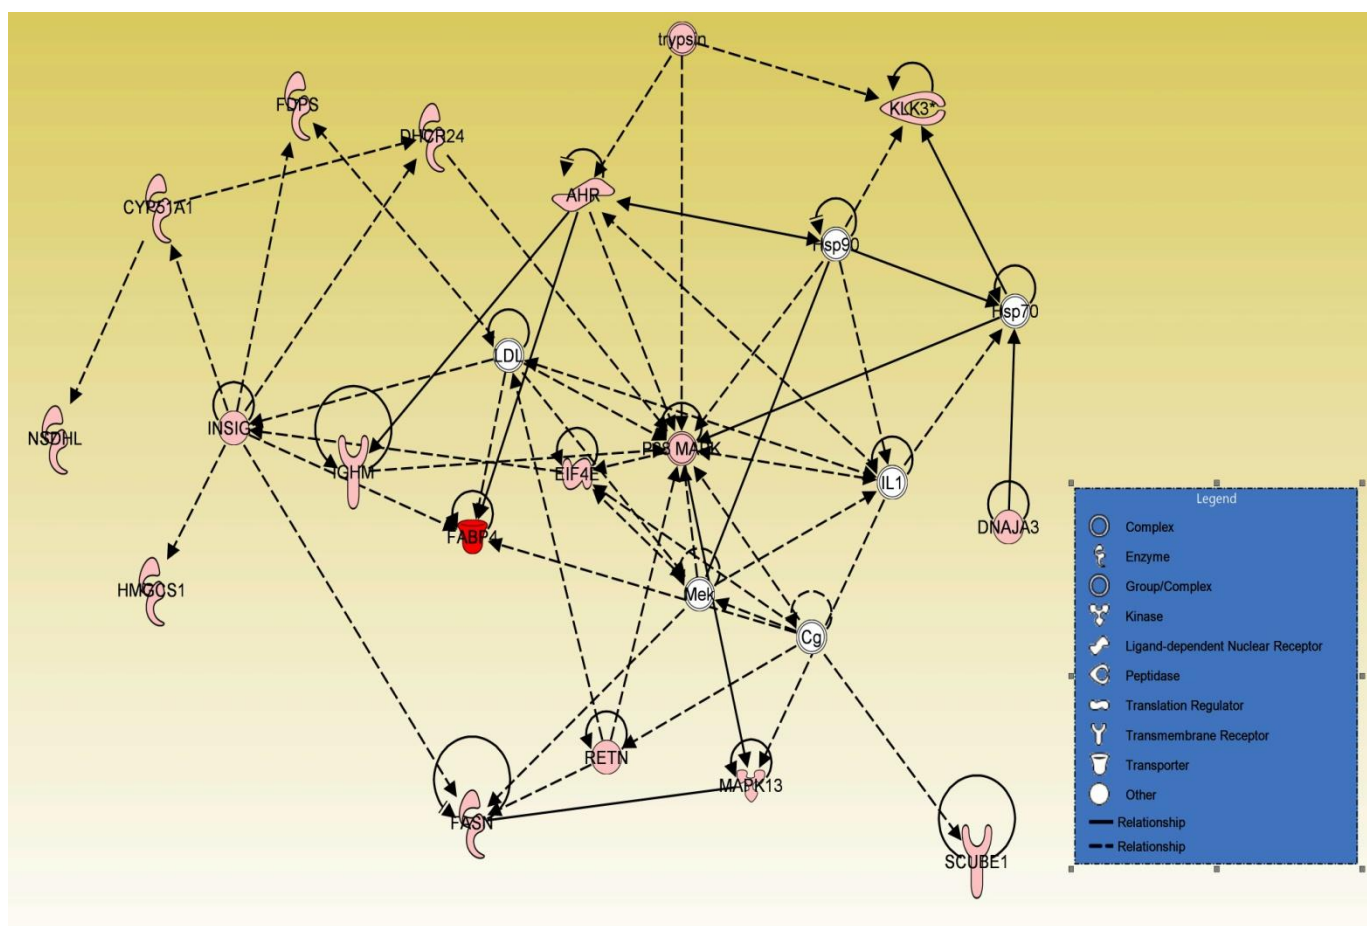 trypsin
FDPS
KLK3*
DHCR24
CYP51A1
AHR
Hsp90
Hsp70
LDL
NSDHL
INSIG
IGHM
P38 MAPK
EIF4E
IL1
DNAJA3
FABP4
HMGCS1
Mek
Cg
RETN
MAPK13
FASN
SCUBE1
Legend
Complex
Enzyme
Group/Complex
Kinase
Ligand-dependent Nuclear Receptor
Peptidase
Translation Regulator
Transmembrane Receptor
Transporter
Other
Relationship
Relationship